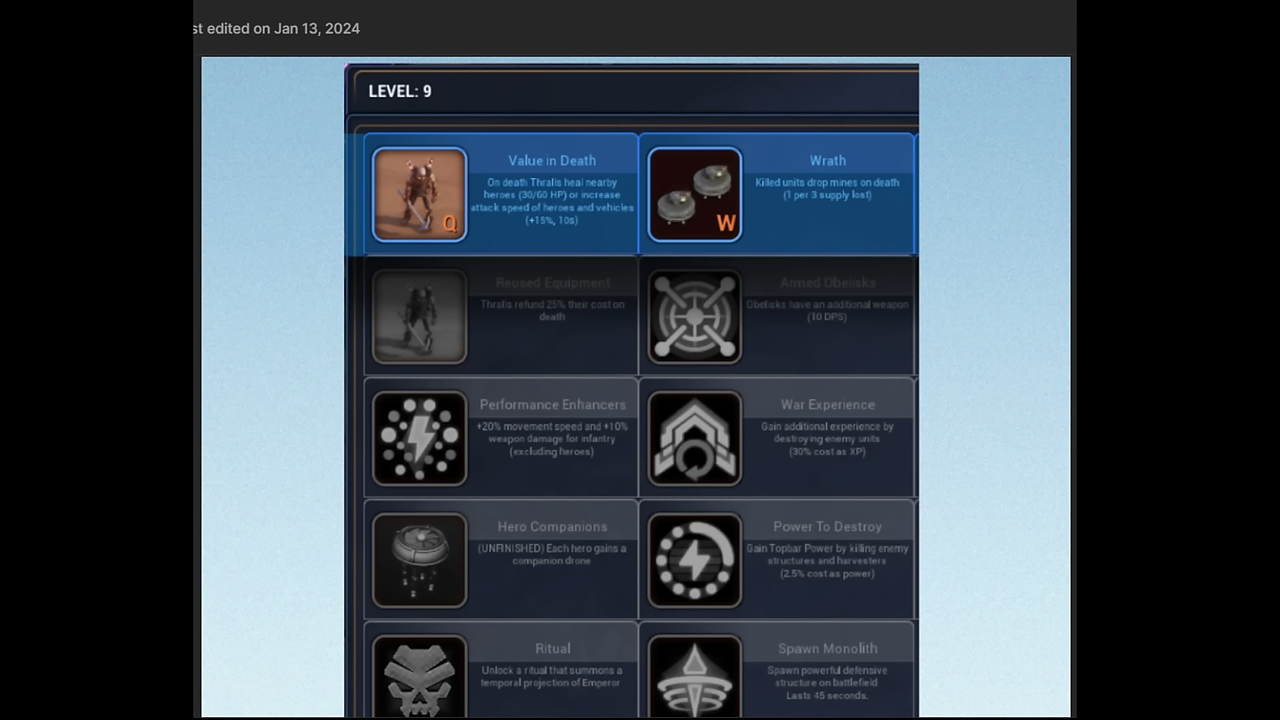 st edited on Jan 13, 2024
LEVEL: 9
Value in Death
On death Thralls heal nearby
heroes (30/60 HP) or increase
attack speed of heroes and vehicles
(+15%, 10s)
Q
Wrath
Killed units drop mines on death
(1 per 3 supply lost)
W
Reused Equipment
Thralls refund 25% their cost on
death
Armed Obelisks
Obelisks have an additional weapon
(10 DPS)
Performance Enhancers
+20% movement speed and +10%
weapon damage for infantry
(excluding heroes)
War Experience
Gain additional experience by
destroying enemy units
(30% cost as XP)
Hero Companions
(UNFINISHED) Each hero gains a
companion drone
Power To Destroy
Gain Topbar Power by killing enemy
structures and harvesters
(2.5% cost as power)
Ritual
Unlock a ritual that summons a
temporal projection of Emperor
Spawn Monolith
Spawn powerful defensive
structure on battlefield
Lasts 45 seconds.